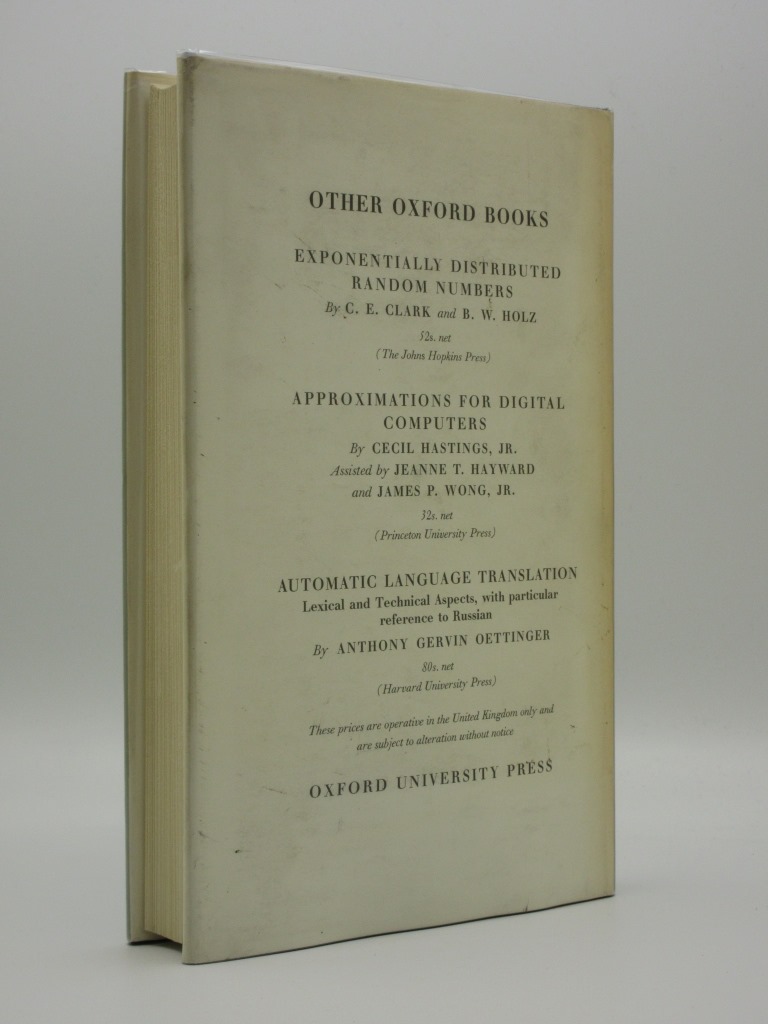 OTHER OXFORD BOOKS
EXPONENTIALLY DISTRIBUTED
RANDOM NUMBERS
By C. E. CLARK and B. W. HOLZ
52s. net
(The Johns Hopkins Press)
APPROXIMATIONS FOR DIGITAL
COMPUTERS
By CECIL HASTINGS, JR.
Assisted by JEANNE T. HAYWARD
and JAMES P. WONG, JR.
32s. net
(Princeton University Press)
AUTOMATIC LANGUAGE TRANSLATION
Lexical and Technical Aspects, with particular
reference to Russian
By ANTHONY GERVIN OETTINGER
80s. net
(Harvard University Press)
These prices are operative in the United Kingdom only and
are subject to alteration without notice
OXFORD UNIVERSITY PRESS